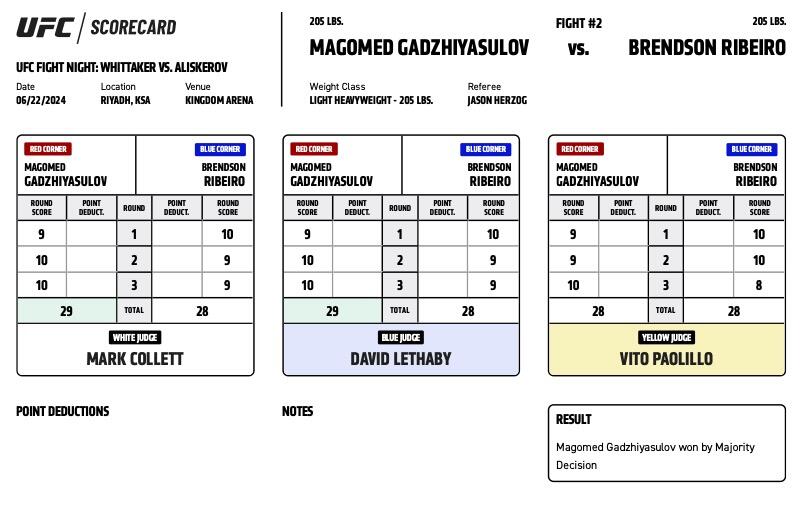 UFC / SCORECARD
UFC FIGHT NIGHT: WHITTAKER VS. ALISKEROV
Date Location Venue
06/22/2024 RIYADH, KSA KINGDOM ARENA
205 LBS. FIGHT #2 205 LBS.
MAGOMED GADZHIYASULOV vs. BRENDSON RIBEIRO
Weight Class Referee
LIGHT HEAVYWEIGHT - 205 LBS. JASON HERZOG
RED CORNER BLUE CORNER
MAGOMED BRENDSON
GADZHIYASULOV RIBEIRO
ROUND SCORE POINT DEDUCT. ROUND POINT DEDUCT. ROUND SCORE
9 1 10
10 2 9
10 3 9
29 TOTAL 28
WHITE JUDGE
MARK COLLETT
RED CORNER BLUE CORNER
MAGOMED BRENDSON
GADZHIYASULOV RIBEIRO
ROUND SCORE POINT DEDUCT. ROUND POINT DEDUCT. ROUND SCORE
9 1 10
10 2 9
10 3 9
29 TOTAL 28
BLUE JUDGE
DAVID LETHABY
RED CORNER BLUE CORNER
MAGOMED BRENDSON
GADZHIYASULOV RIBEIRO
ROUND SCORE POINT DEDUCT. ROUND POINT DEDUCT. ROUND SCORE
9 1 10
9 2 10
10 3 8
28 TOTAL 28
YELLOW JUDGE
VITO PAOLILLO
POINT DEDUCTIONS
NOTES
RESULT
Magomed Gadzhiyasulov won by Majority
Decision